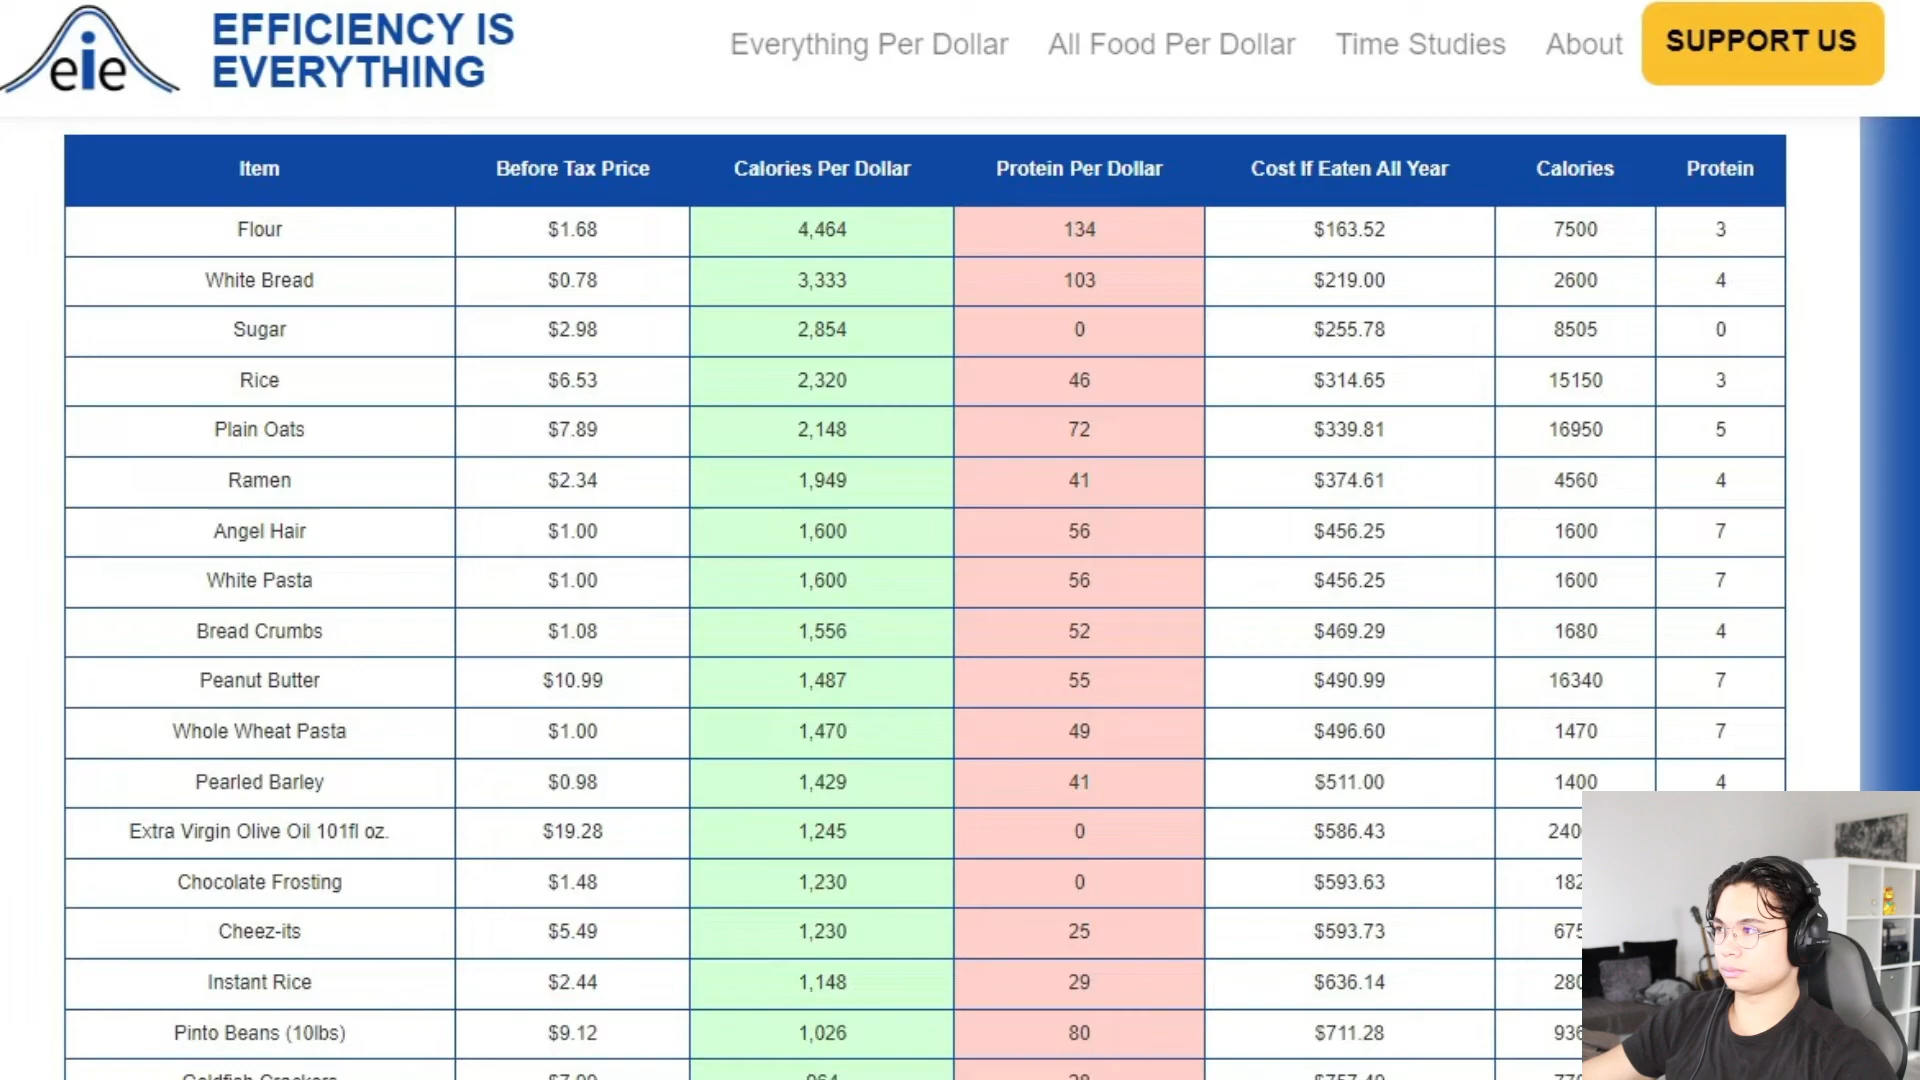 eie
EFFICIENCY IS
EVERYTHING
Everything Per Dollar
All Food Per Dollar
Time Studies
About
SUPPORT US
Item Before Tax Price Calories Per Dollar Protein Per Dollar Cost If Eaten All Year Calories Protein
Flour $1.68 4,464 134 $163.52 7500 3
White Bread $0.78 3,333 103 $219.00 2600 4
Sugar $2.98 2,854 0 $255.78 8505 0
Rice $6.53 2,320 46 $314.65 15150 3
Plain Oats $7.89 2,148 72 $339.81 16950 5
Ramen $2.34 1,949 41 $374.61 4560 4
Angel Hair $1.00 1,600 56 $456.25 1600 7
White Pasta $1.00 1,600 56 $456.25 1600 7
Bread Crumbs $1.08 1,556 52 $469.29 1680 4
Peanut Butter $10.99 1,487 55 $490.99 16340 7
Whole Wheat Pasta $1.00 1,470 49 $496.60 1470 7
Pearled Barley $0.98 1,429 41 $511.00 1400 4
Extra Virgin Olive Oil 101fl oz. $19.28 1,245 0 $586.43 240
Chocolate Frosting $1.48 1,230 0 $593.63 182
Cheez-its $5.49 1,230 25 $593.73 675
Instant Rice $2.44 1,148 29 $636.14 280
Pinto Beans (10lbs) $9.12 1,026 80 $711.28 936